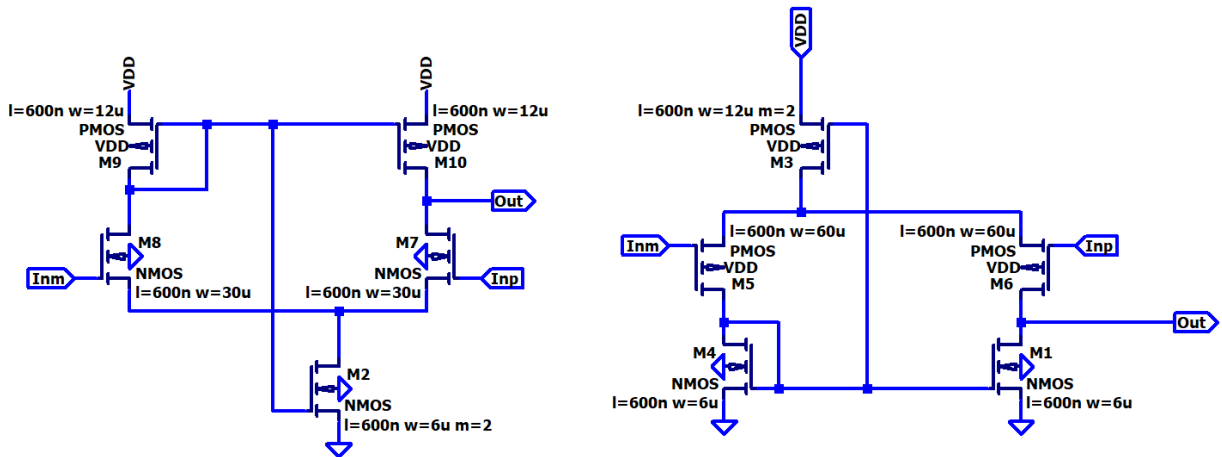 VDD
l=600n w=12u
PMOS
VDD
M9
VDD
l=600n w=12u
PMOS
VDD
M10
Out
M8
NMOS
l=600n w=30u
Inm
M7
NMOS
l=600n w=30u
Inp
M2
NMOS
l=600n w=6u m=2
VDD
l=600n w=12u m=2
PMOS
VDD
M3
Inm
l=600n w=60u
PMOS
VDD
M5
l=600n w=60u
PMOS
VDD
M6
Inp
Out
M4
NMOS
l=600n w=6u
M1
NMOS
l=600n w=6u